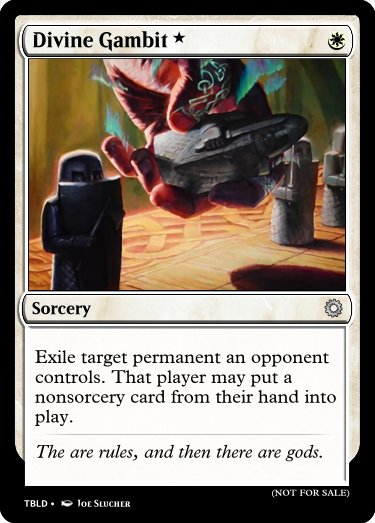 Divine Gambit ★
Sorcery
Exile target permanent an opponent
controls. That player may put a
nonsorcery card from their hand into
play.
The are rules, and then there are gods.
(NOT FOR SALE)
TBLD • Joe Slucher